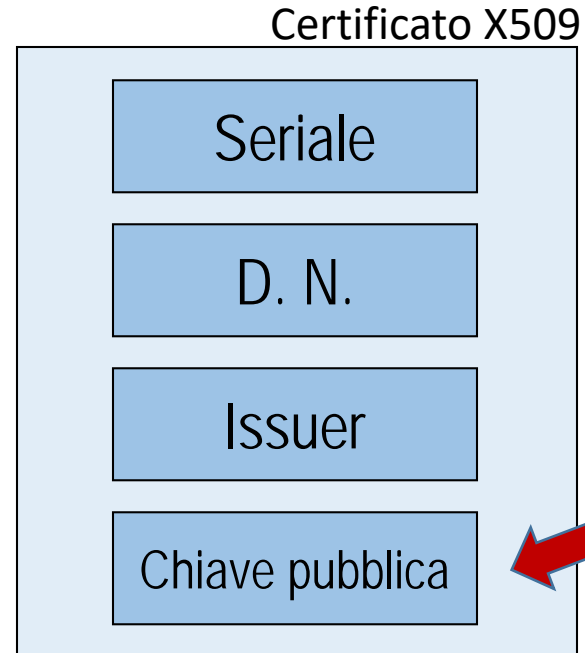 Certificato X509
Seriale
D. N.
Issuer
Chiave pubblica